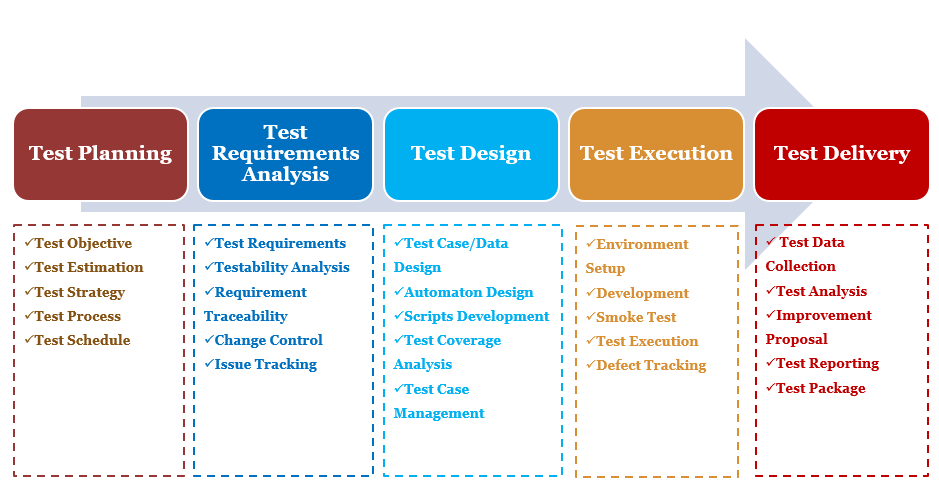 Test Planning
Test
Requirements
Analysis
Test Design
Test Execution
Test Delivery
✓Test Objective
✓Test Estimation
✓Test Strategy
✓Test Process
✓Test Schedule
✓Test Requirements
✓Testability Analysis
✓Requirement
Traceability
✓Change Control
✓Issue Tracking
✓Test Case/Data
Design
✓Automaton Design
✓Scripts Development
✓Test Coverage
Analysis
✓Test Case
Management
✓Environment
Setup
✓Development
✓Smoke Test
✓Test Execution
✓Defect Tracking
✓ Test Data
Collection
✓Test Analysis
✓Improvement
Proposal
✓Test Reporting
✓Test Package